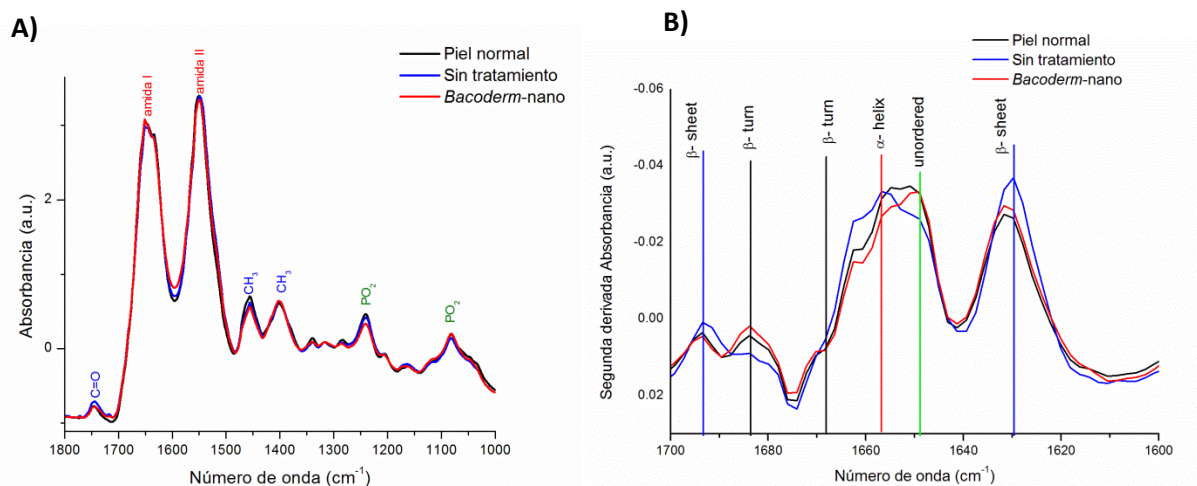 A)
Piel normal
Sin tratamiento
Bacoderm-nano
amida I
amida II
C=O
CH3
CH3
PO2
PO2
Absorbancia (a.u.)
2
0
1800 1700 1600 1500 1400 1300 1200 1100 1000
Número de onda (cm-1)
B)
Piel normal
Sin tratamiento
Bacoderm-nano
β- sheet
β- turn
β- turn
α- helix
unordered
β- sheet
Segunda derivada Absorbancia (a.u.)
-0.06
-0.04
-0.02
0.00
0.02
1700 1680 1660 1640 1620 1600
Número de onda (cm-1)